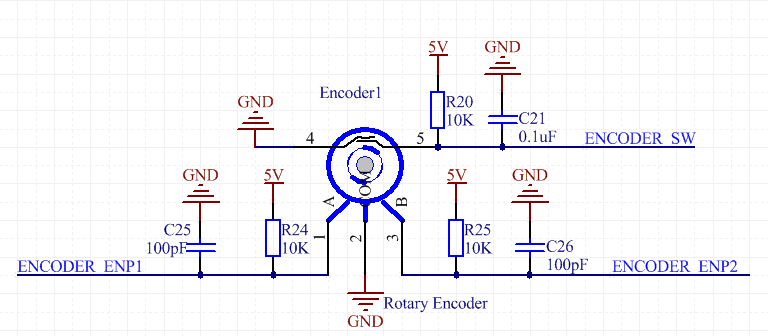 5V
GND
Encoder1
GND
R20
10K
C21
0.1uF
4
5
ENCODER_SW
GND
5V
5V
GND
A
COM
B
C25
100pF
R24
10K
1
2
3
R25
10K
C26
100pF
ENCODER_ENP1
ENCODER_ENP2
Rotary Encoder
GND